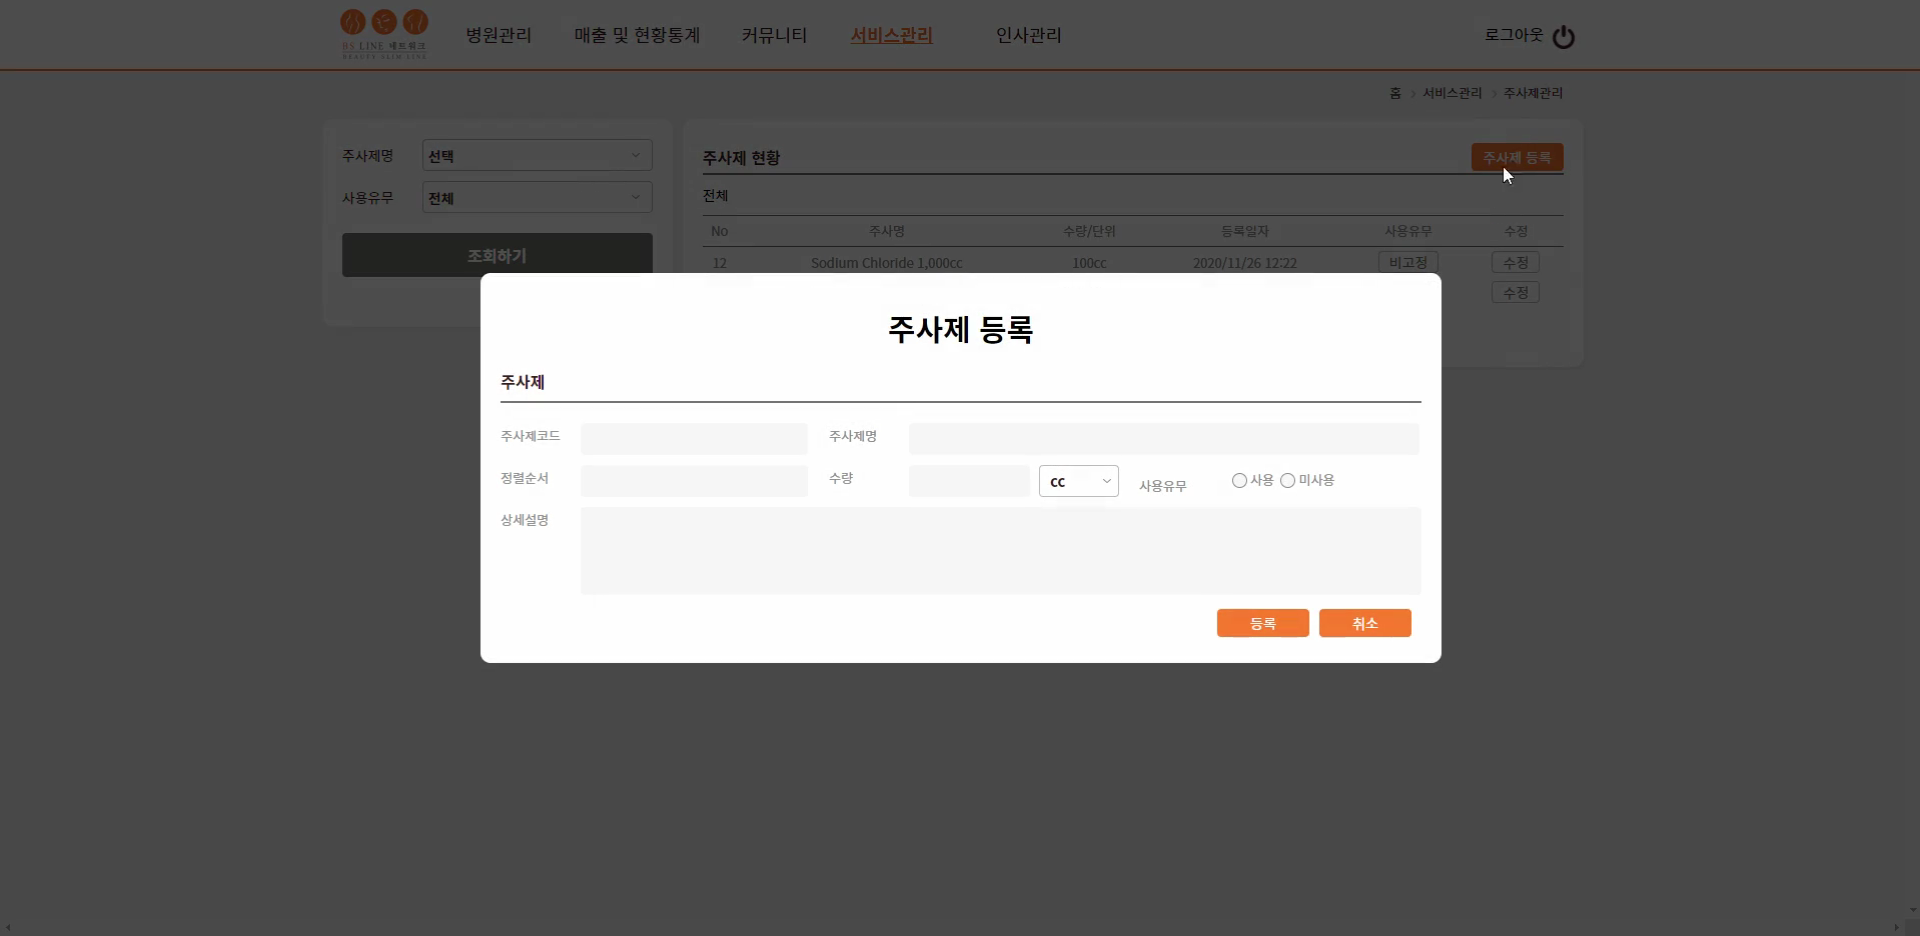 BS LINE 네트워크
BEAUTY SLIM LINE
병원관리 매출 및 현황통계 커뮤니티 서비스관리 인사관리 로그아웃
홈 > 서비스관리 > 주사제관리
주사제명 선택
사용유무 전체
조회하기
주사제 현황 주사제 등록
전체
No 주사명 수량/단위 등록일자 사용유무 수정
12 Sodium Chloride 1,000cc 100cc 2020/11/26 12:22 비고정 수정
수정
주사제 등록
주사제
주사제코드 주사제명
정렬순서 수량 cc 사용유무 사용 미사용
상세설명
등록 취소